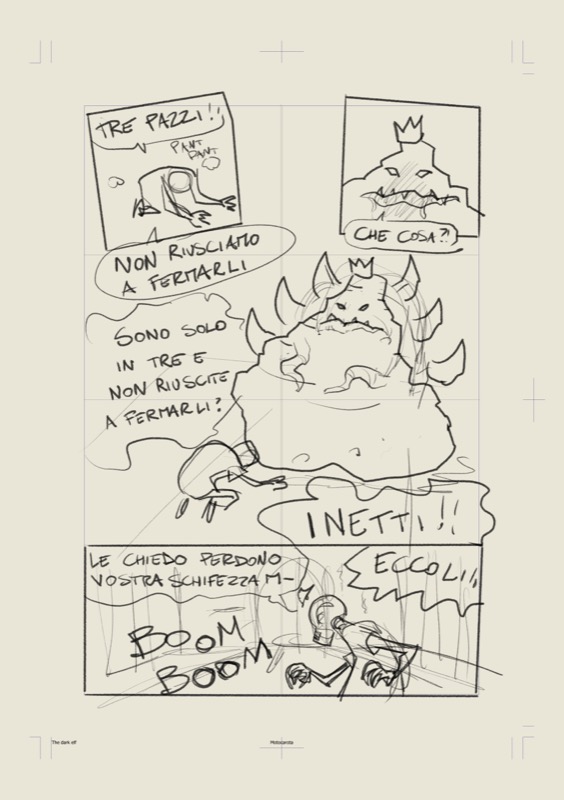 TRE PAZZI!!
PANT
PANT
NON RIUSCIAMO
A FERMARLI
CHE COSA?!
SONO SOLO
IN TRE E
NON RIUSCITE
A FERMARLI?
INETTI!!
LE CHIEDO PERDONO
VOSTRA SCHIFEZZA M-
ECCOLI!!
BOOM
BOOM
The dark elf
Motocarota